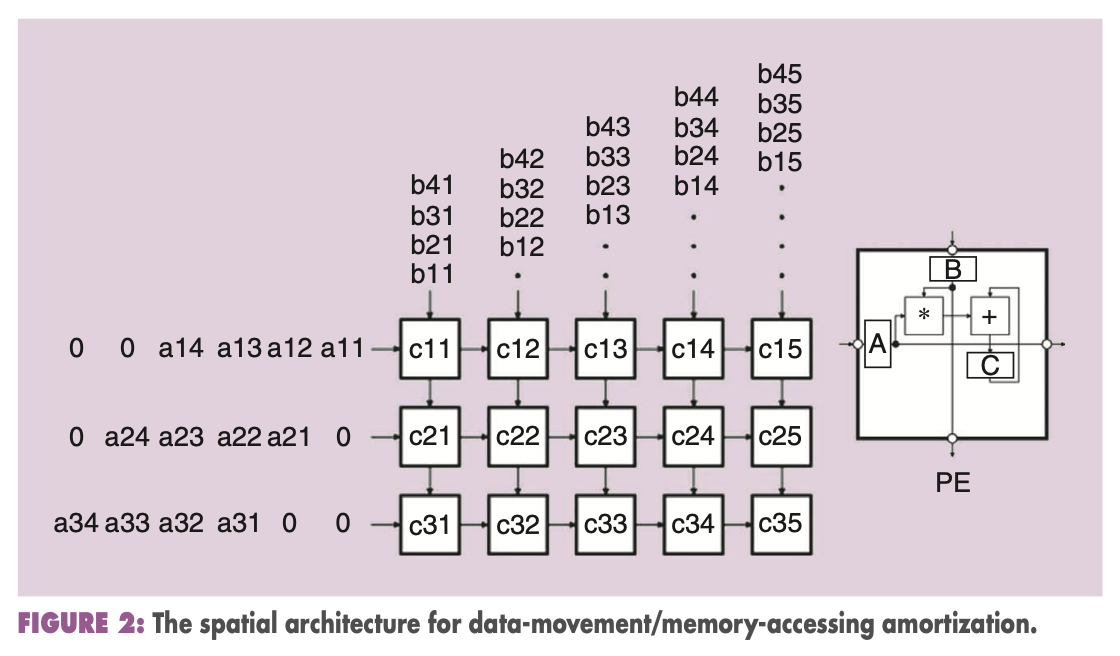 b45
b44 b35
b43 b34 b25
b42 b33 b24 b15
b41 b32 b23 b14 .
b31 b22 b13 . .
b21 b12 . . .
b11 . . . .
0 0 a14 a13 a12 a11 c11 c12 c13 c14 c15
0 a24 a23 a22 a21 0 c21 c22 c23 c24 c25
a34 a33 a32 a31 0 0 c31 c32 c33 c34 c35
B
* +
A
C
PE
FIGURE 2: The spatial architecture for data-movement/memory-accessing amortization.